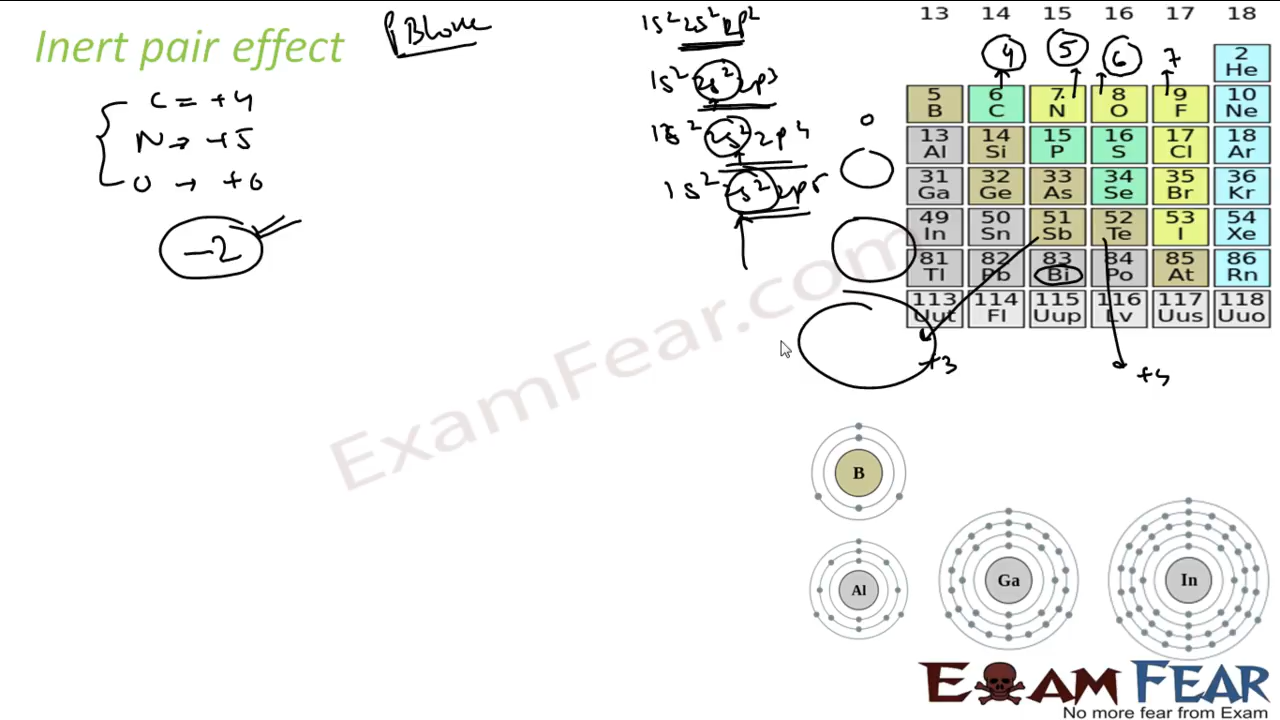 Inert pair effect
P Block
C = +4
N → +5
O → +6
-2
1s² 2s² 2p²
1s² 2s² 2p3
1s² 2s² 2p4
1s² 2s² 2p5
13 14 15 16 17 18
4 5 6 7
2 He
5 B 6 C 7 N 8 O 9 F 10 Ne
13 Al 14 Si 15 P 16 S 17 Cl 18 Ar
31 Ga 32 Ge 33 As 34 Se 35 Br 36 Kr
49 In 50 Sn 51 Sb 52 Te 53 I 54 Xe
81 Tl 82 Pb 83 Bi 84 Po 85 At 86 Rn
113 Uut 114 Fl 115 Uup 116 Lv 117 Uus 118 Uuo
+3
ExamFear.com
B
Al
Ga
In
EXAM FEAR
No more fear from Exam